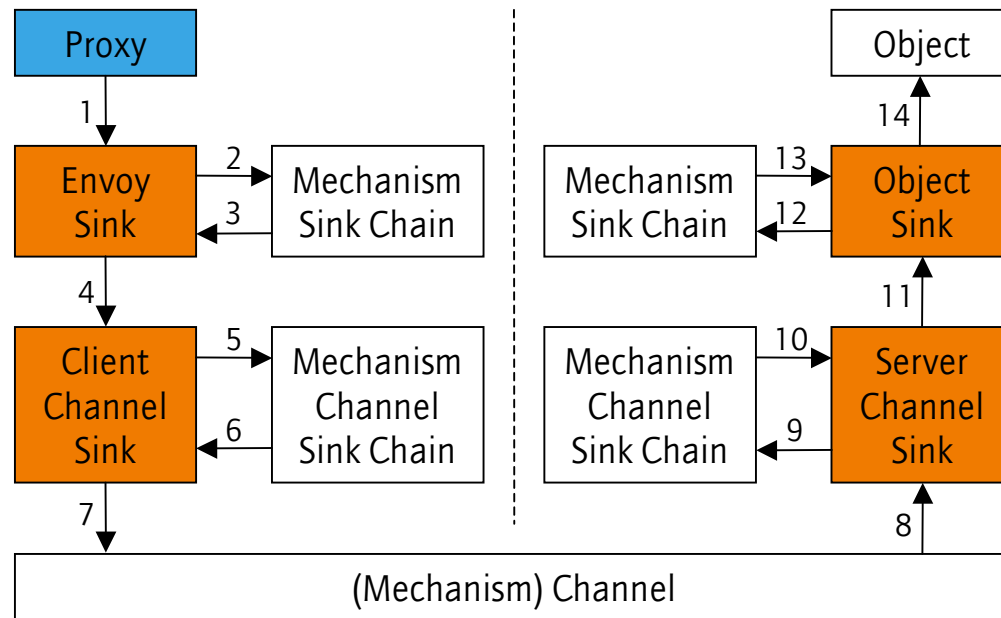 Proxy
Object
1
14
Envoy
Sink
2
3
Mechanism
Sink Chain
Mechanism
Sink Chain
13
12
Object
Sink
4
11
Client
Channel
Sink
5
6
Mechanism
Channel
Sink Chain
Mechanism
Channel
Sink Chain
10
9
Server
Channel
Sink
7
8
(Mechanism) Channel